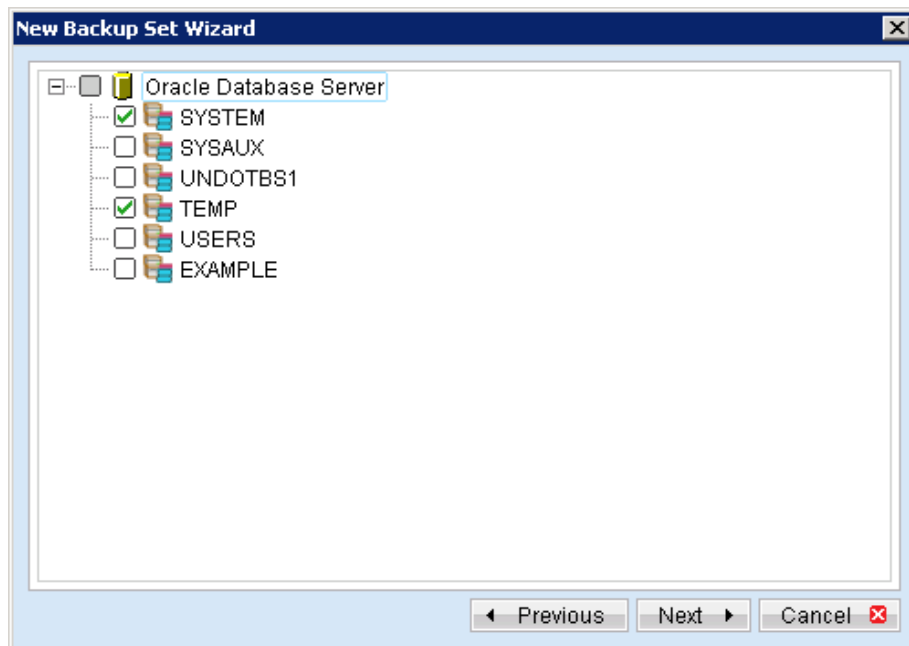 New Backup Set Wizard
Oracle Database Server
SYSTEM
SYSAUX
UNDOTBS1
TEMP
USERS
EXAMPLE
Previous Next Cancel